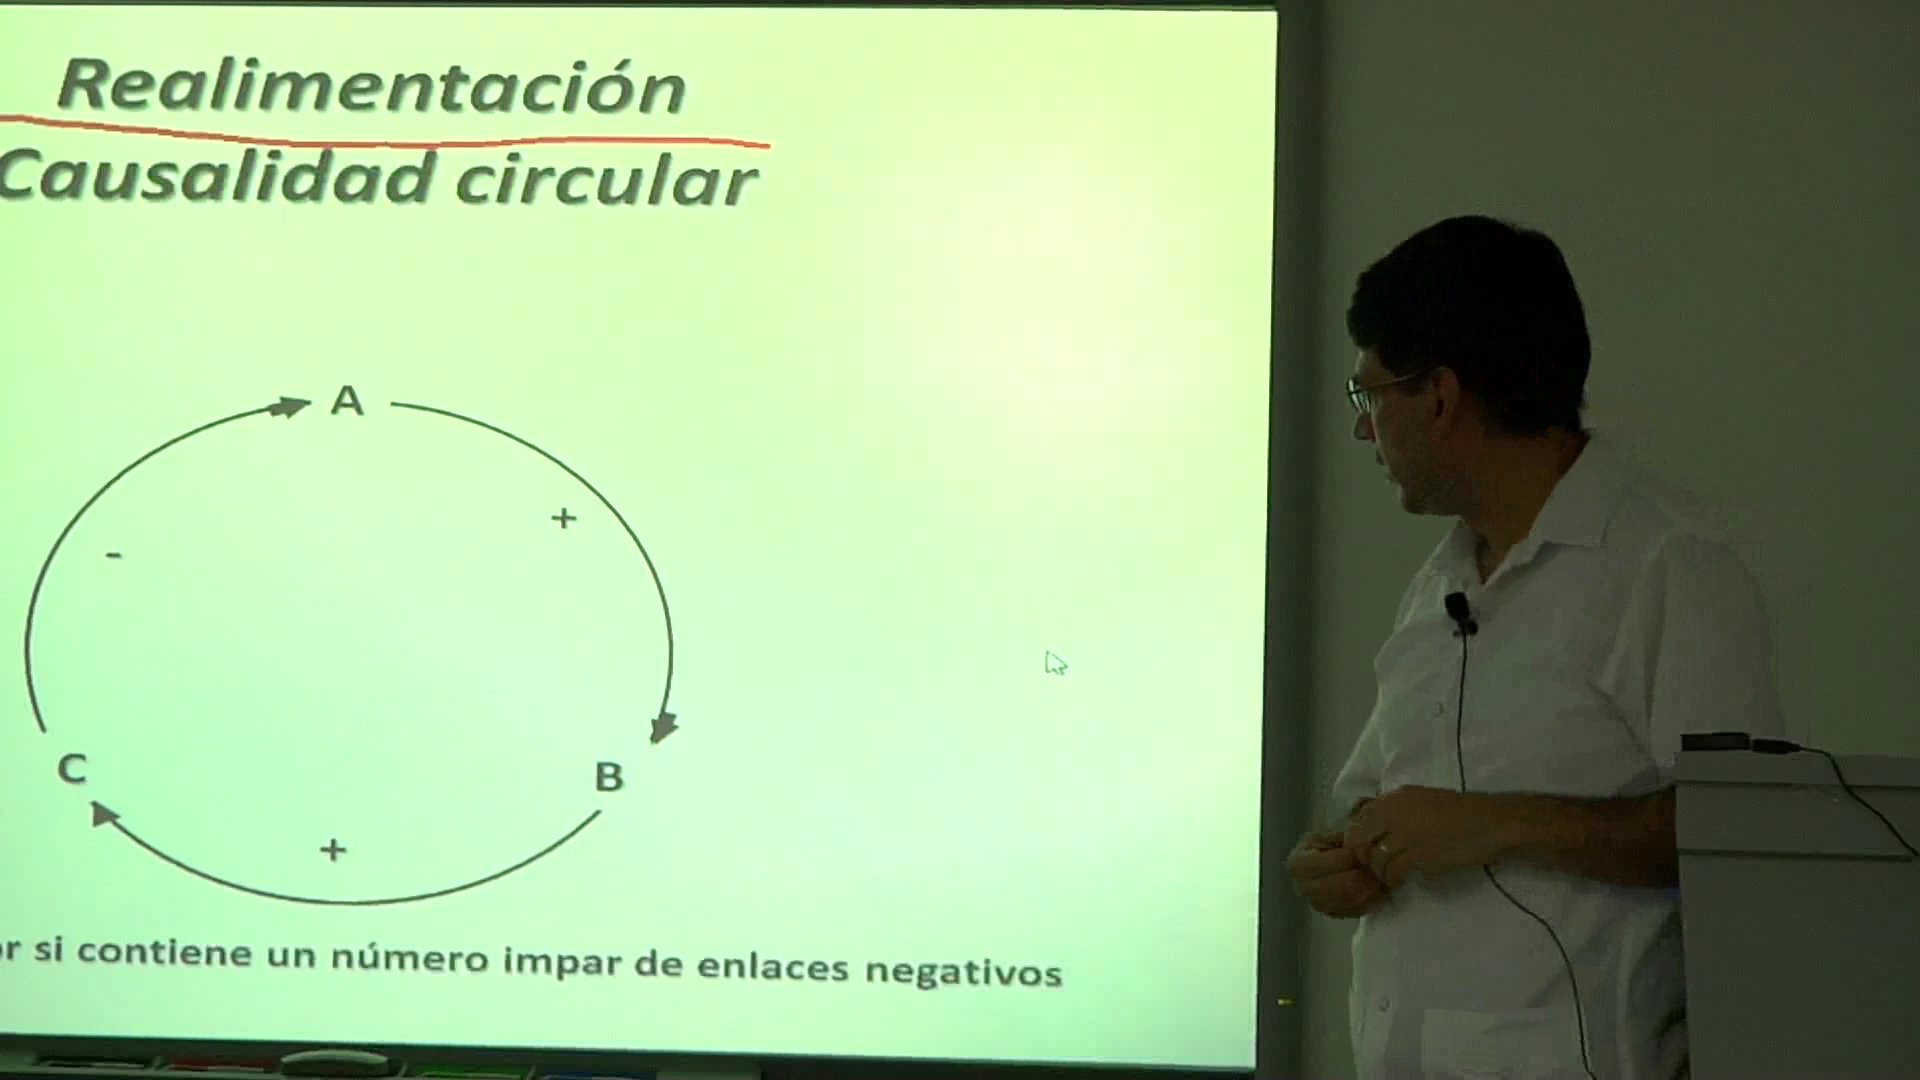 Realimentación
Causalidad circular
A
+
-
C
B
+
si contiene un número impar de enlaces negativos